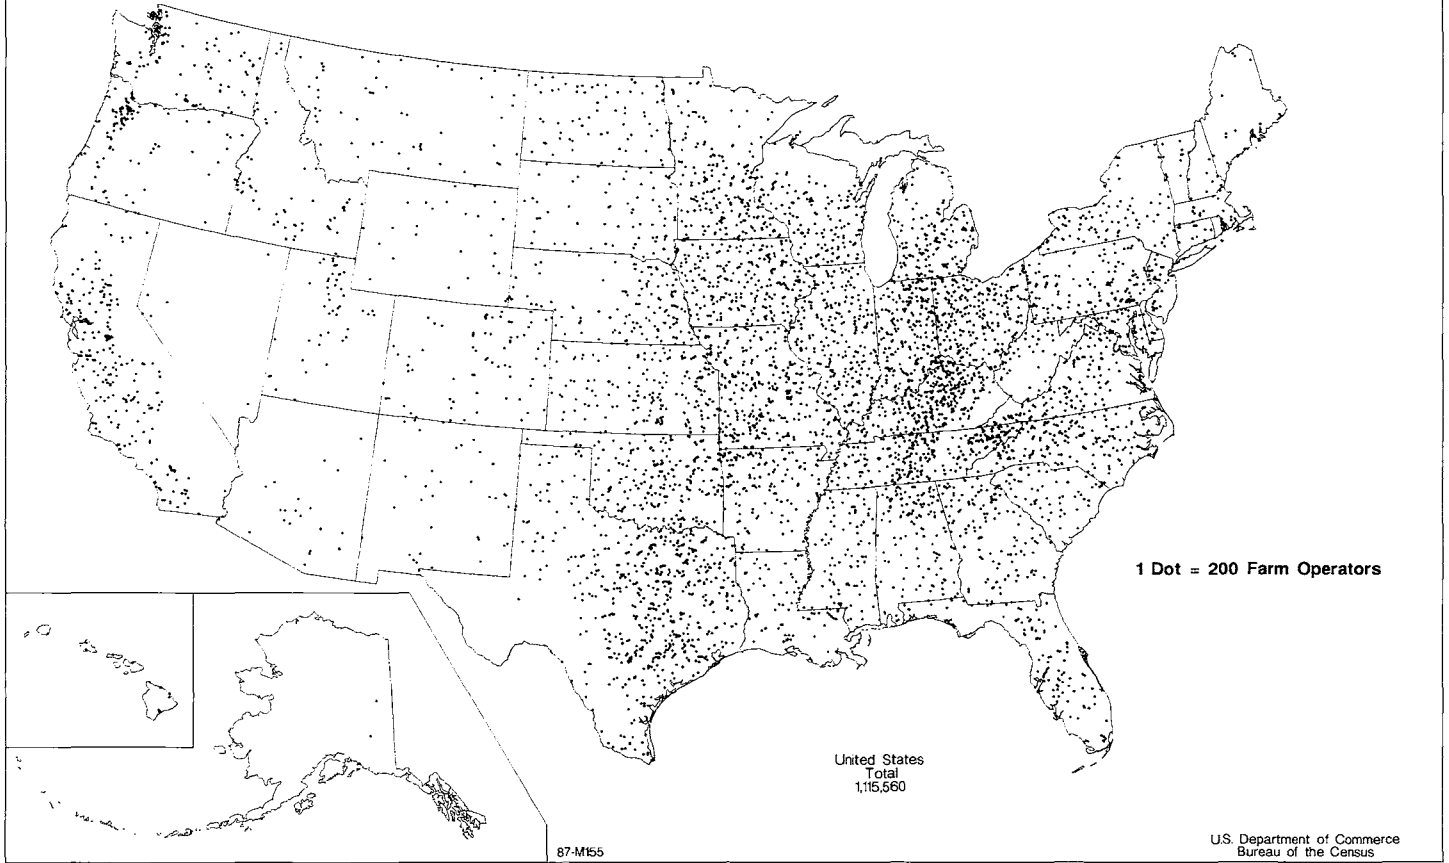 1 Dot = 200 Farm Operators
United States
Total
1,115,560
87-M155
U.S. Department of Commerce
Bureau of the Census